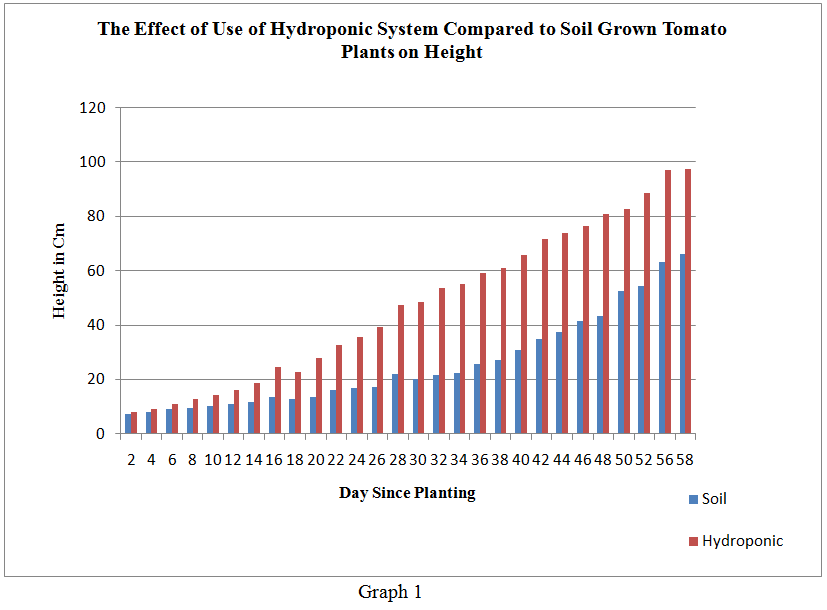 The Effect of Use of Hydroponic System Compared to Soil Grown Tomato
Plants on Height
120
100
80
60
40
20
0
Height in Cm
2 4 6 8 10 12 14 16 18 20 22 24 26 28 30 32 34 36 38 40 42 44 46 48 50 52 56 58
Day Since Planting
Soil
Hydroponic
Graph 1